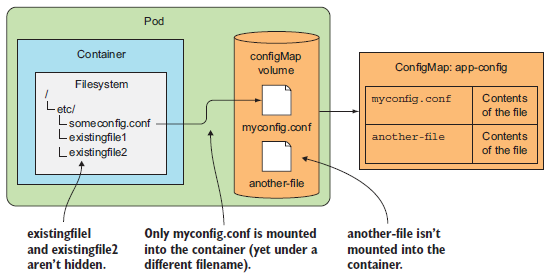 Pod
Container
Filesystem
/
etc/
someconfig.conf
existingfile1
existingfile2
configMap
volume
myconfig.conf
another-file
ConfigMap: app-config
myconfig.conf
Contents
of the file
another-file
Contents
of the file
existingfilel
and existingfile2
aren't hidden.
Only myconfig.conf is mounted
into the container (yet under a
different filename).
another-file isn't
mounted into the
container.